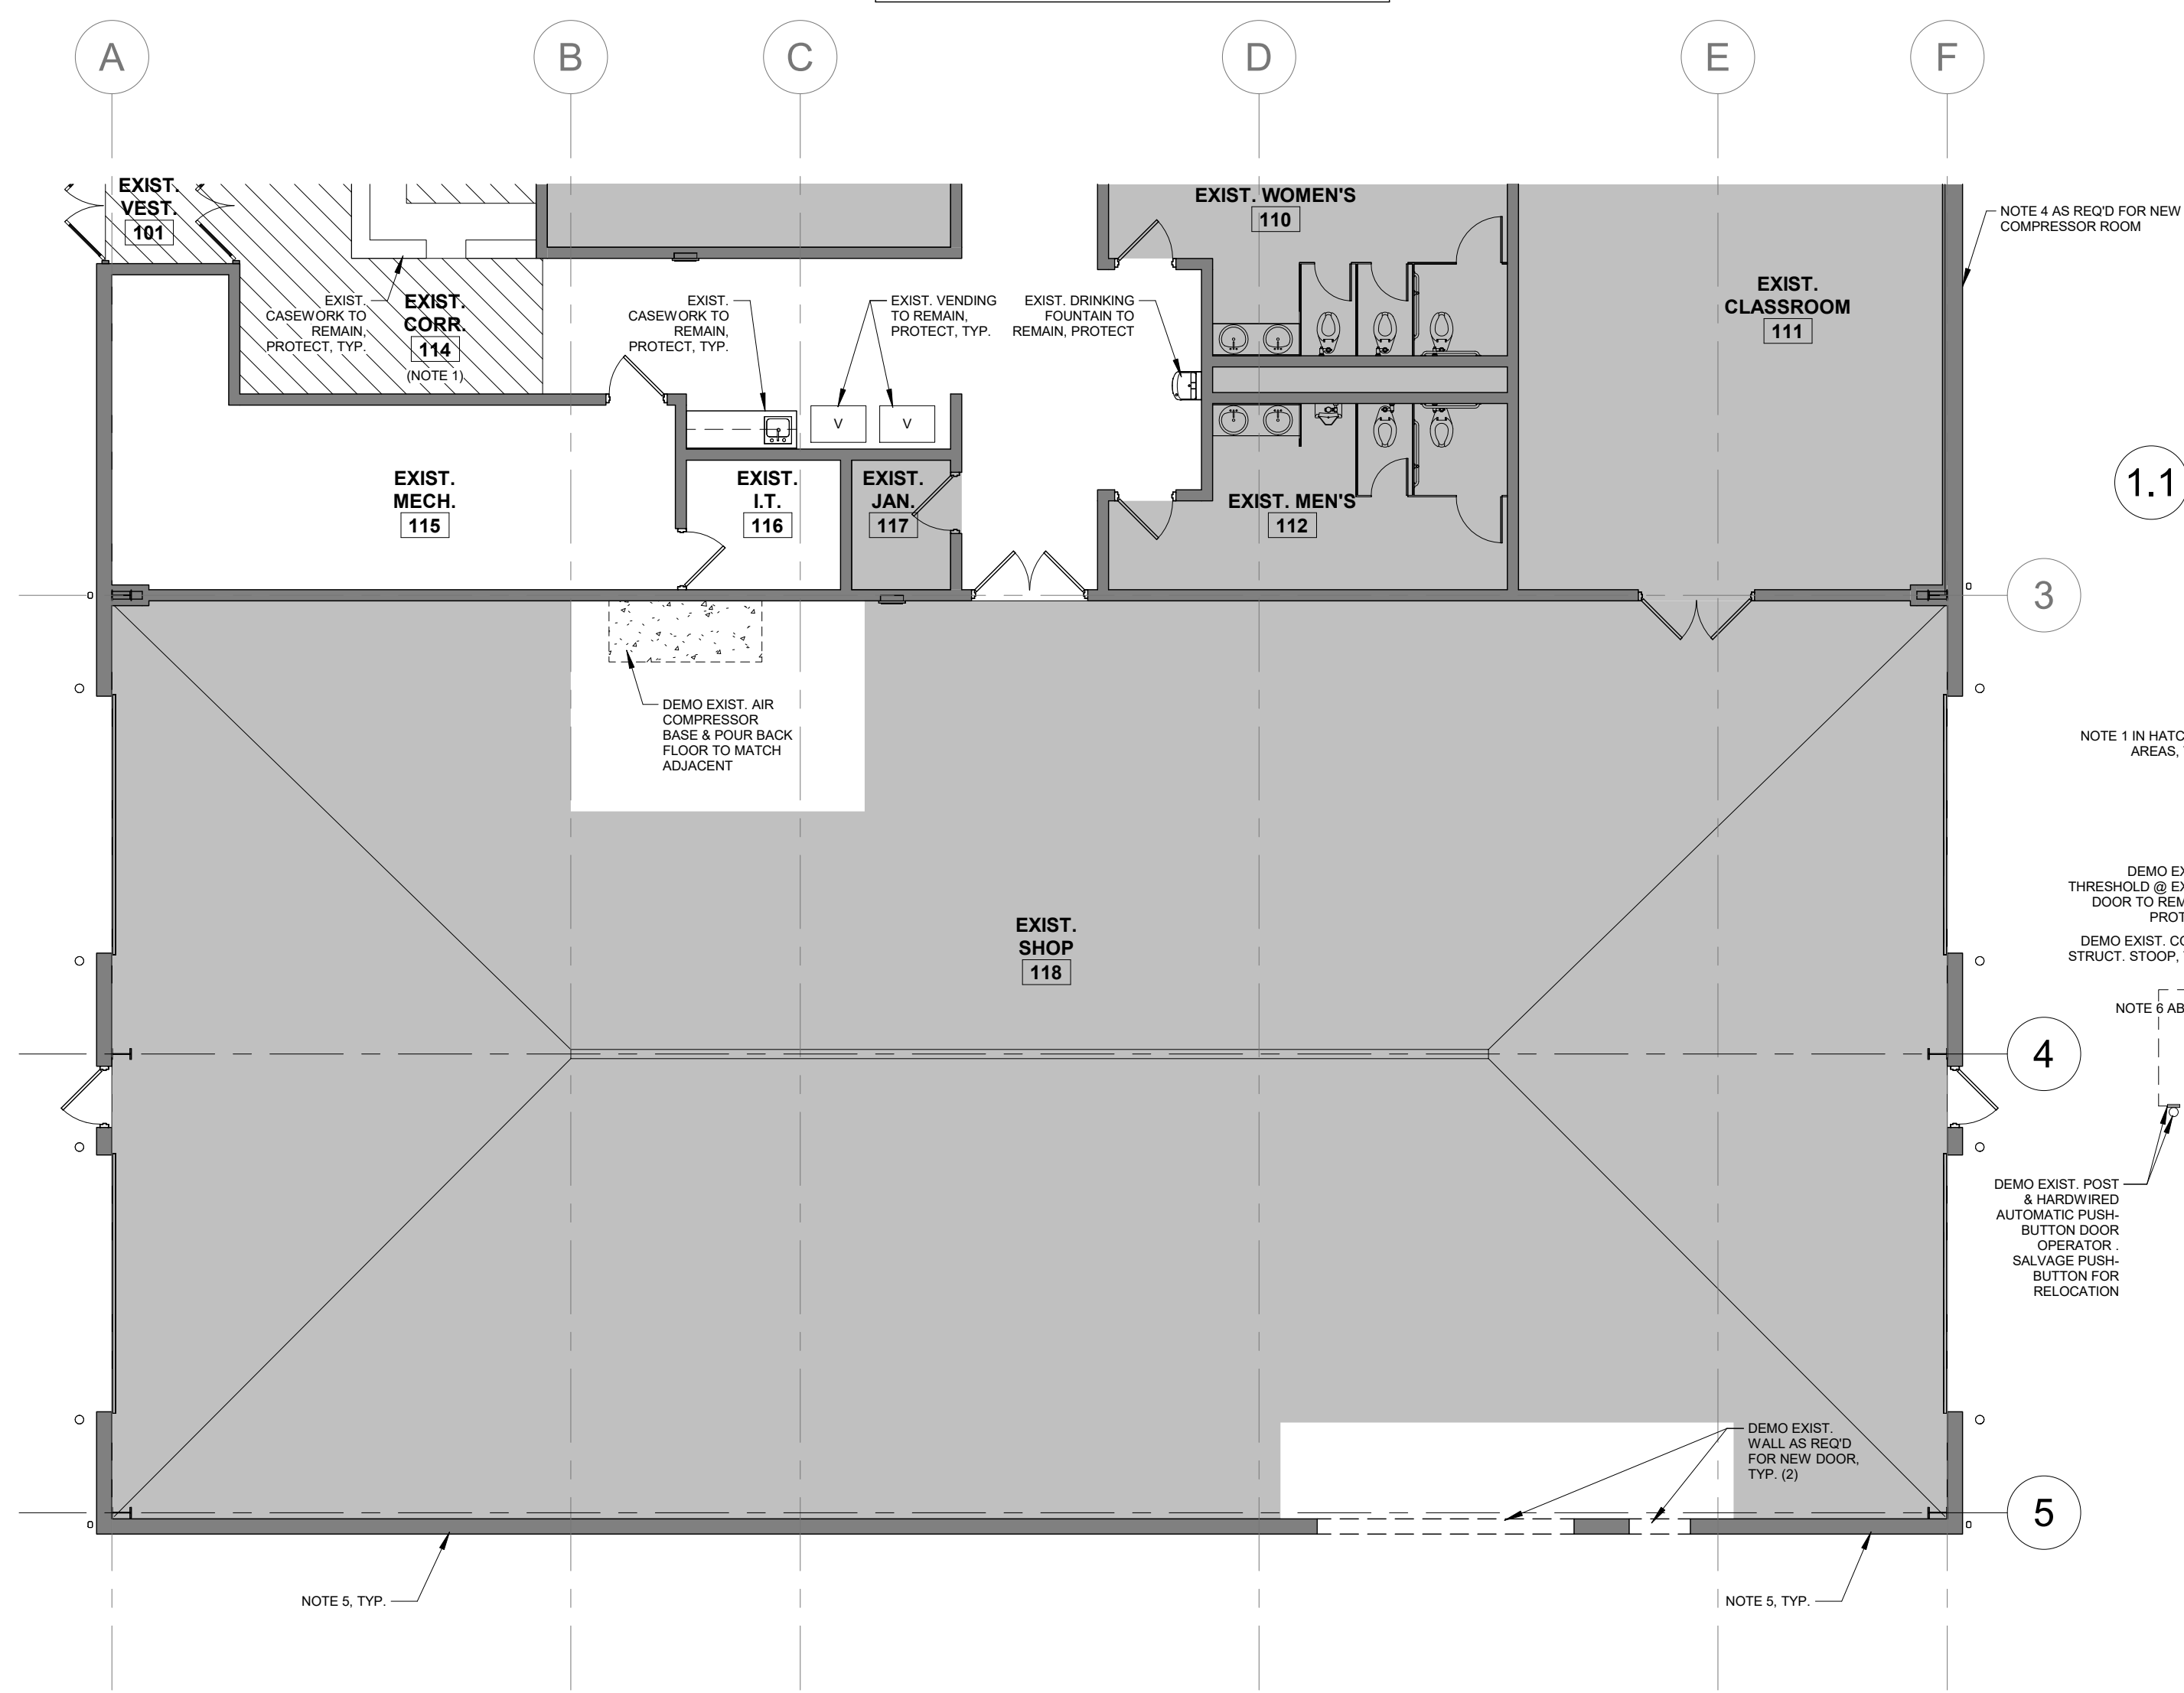 A
B
C
D
E
F
EXIST.
VEST.
101
EXIST. WOMEN'S
110
NOTE 4 AS REQ'D FOR NEW
COMPRESSOR ROOM
EXIST.
CLASSROOM
111
EXIST.
CASEWORK TO
REMAIN,
PROTECT, TYP.
EXIST.
CORR.
114
(NOTE 1)
EXIST.
CASEWORK TO
REMAIN,
PROTECT, TYP.
EXIST. VENDING
TO REMAIN,
PROTECT, TYP.
EXIST. DRINKING
FOUNTAIN TO
REMAIN, PROTECT
V
V
EXIST.
MECH.
115
EXIST.
I.T.
116
EXIST.
JAN.
117
EXIST. MEN'S
112
1.1
3
DEMO EXIST. AIR
COMPRESSOR
BASE & POUR BACK
FLOOR TO MATCH
ADJACENT
NOTE 1 IN HATC
AREAS,
EXIST.
SHOP
118
DEMO EX
THRESHOLD @ EX
DOOR TO REM
PROT
DEMO EXIST. CO
STRUCT. STOOP,
NOTE 6 AB
4
DEMO EXIST. POST
& HARDWIRED
AUTOMATIC PUSH-
BUTTON DOOR
OPERATOR .
SALVAGE PUSH-
BUTTON FOR
RELOCATION
DEMO EXIST.
WALL AS REQ'D
FOR NEW DOOR,
TYP. (2)
5
NOTE 5, TYP.
NOTE 5, TYP.